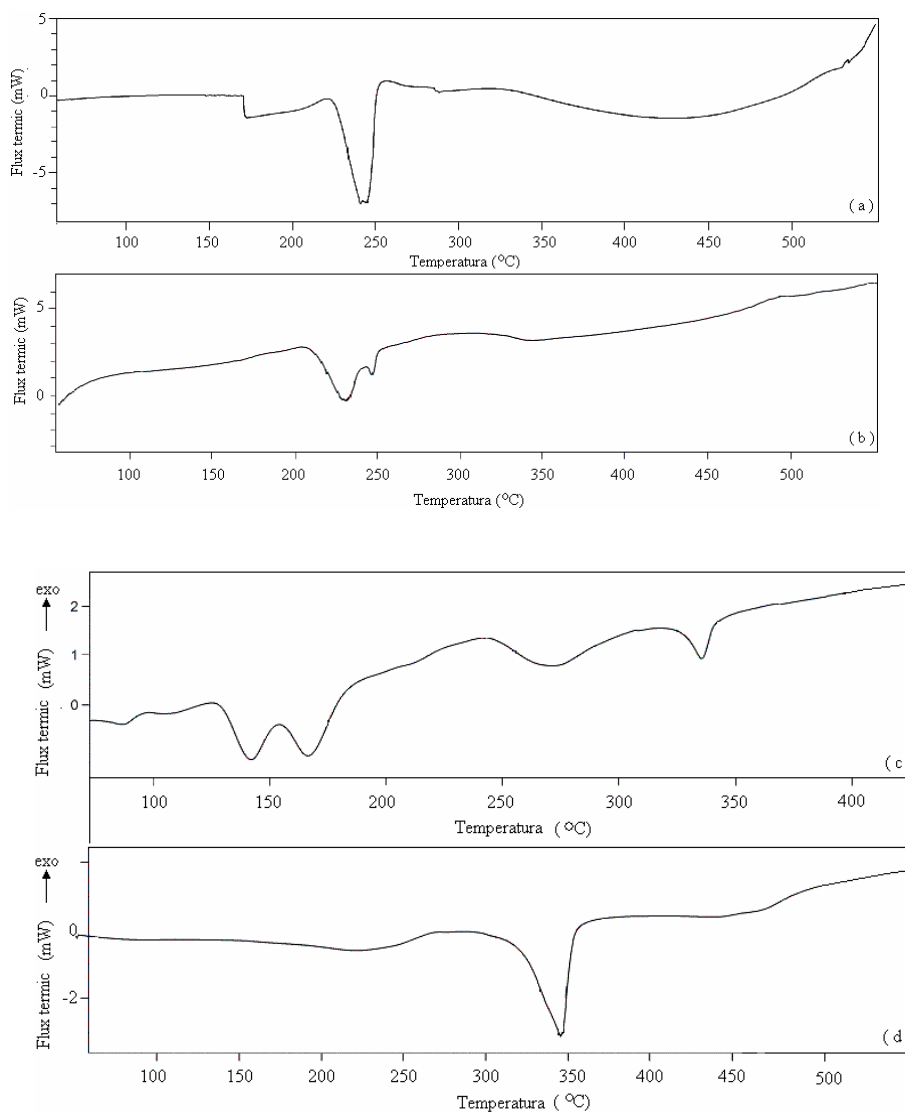 5
0
-5
Flux termic (mW)
( a )
100 150 200 250 300 350 400 450 500
Temperatura (°C)
5
0
Flux termic (mW)
( b )
100 150 200 250 300 350 400 450 500
Temperatura (°C)
exo
2
1
0
Flux termic (mW)
( c
100 150 200 250 300 350 400
Temperatura ( °C)
exo
0
-2
Flux termic (mW)
( d
100 150 200 250 300 350 400 450 500
Temperatura ( °C)